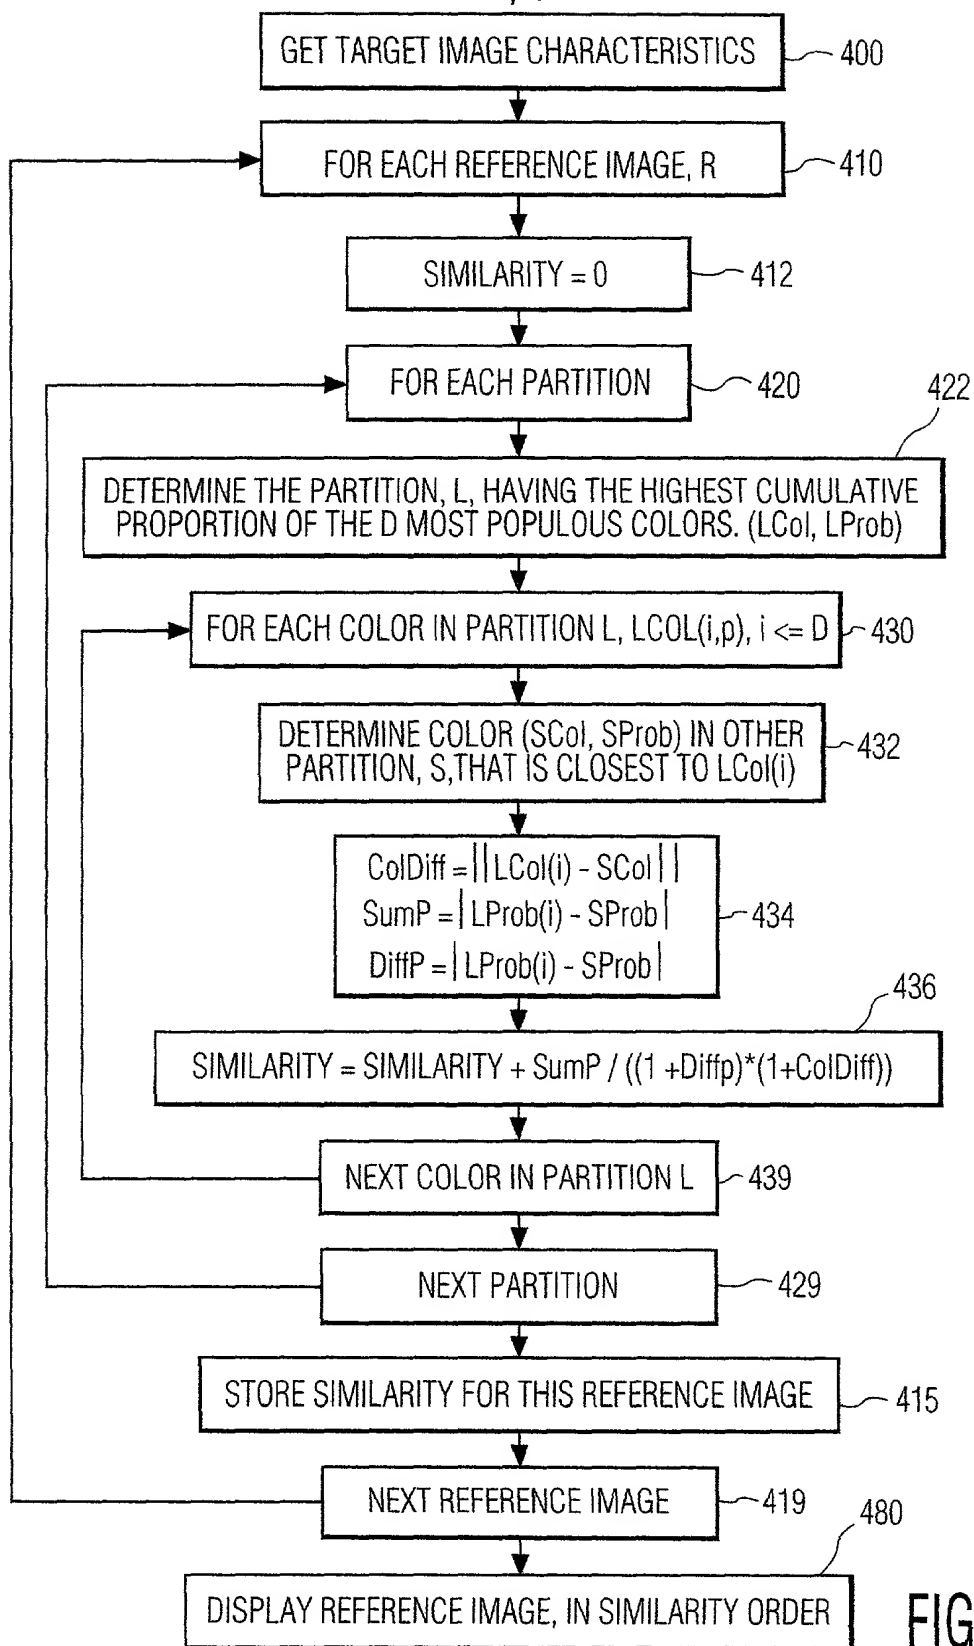 GET TARGET IMAGE CHARACTERISTICS
400
FOR EACH REFERENCE IMAGE, R
410
SIMILARITY = 0
412
FOR EACH PARTITION
420
422
DETERMINE THE PARTITION, L, HAVING THE HIGHEST CUMULATIVE
PROPORTION OF THE D MOST POPULOUS COLORS. (LCol, LProb)
FOR EACH COLOR IN PARTITION L, LCOL(i,p), i <= D
430
DETERMINE COLOR (SCol, SProb) IN OTHER
PARTITION, S,THAT IS CLOSEST TO LCol(i)
432
ColDiff = ||LCol(i) - SCol||
SumP = |LProb(i) - SProb|
DiffP = |LProb(i) - SProb|
434
436
SIMILARITY = SIMILARITY + SumP / ((1 +Diffp)*(1+ColDiff))
NEXT COLOR IN PARTITION L
439
NEXT PARTITION
429
STORE SIMILARITY FOR THIS REFERENCE IMAGE
415
NEXT REFERENCE IMAGE
419
480
DISPLAY REFERENCE IMAGE, IN SIMILARITY ORDER
FIG